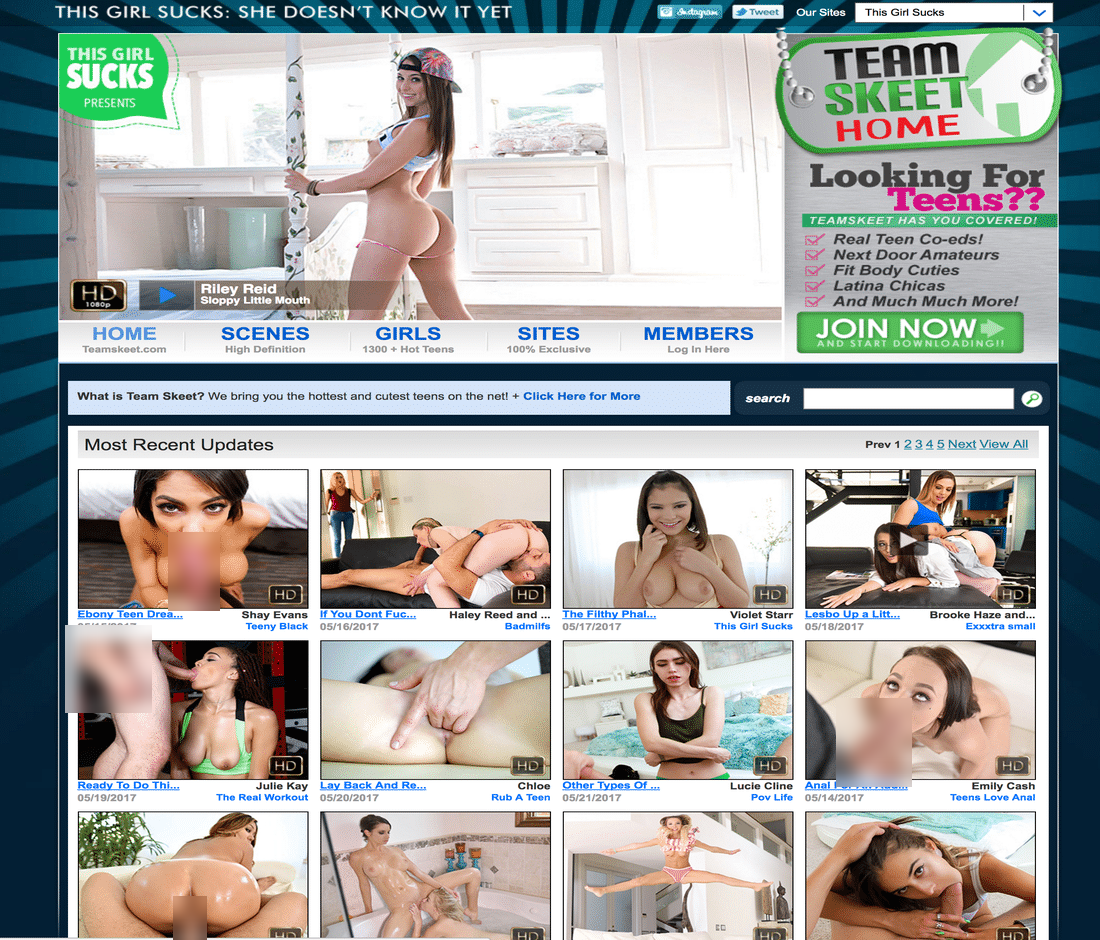 THIS GIRL SUCKS: SHE DOESN'T KNOW IT YET
Instagram
Tweet
Our Sites
This Girl Sucks
THIS GIRL
SUCKS
PRESENTS
TEAM
SKEET
HOME
Looking For
Teens??
TEAMSKEET HAS YOU COVERED!
Real Teen Co-eds!
Next Door Amateurs
Fit Body Cuties
Latina Chicas
And Much Much More!
JOIN NOW
AND START DOWNLOADING!!
HD
1080p
Riley Reid
Sloppy Little Mouth
HOME
Teamskeet.com
SCENES
High Definition
GIRLS
1300 + Hot Teens
SITES
100% Exclusive
MEMBERS
Log In Here
What is Team Skeet? We bring you the hottest and cutest teens on the net! + Click Here for More
search
Most Recent Updates
Prev 1 2 3 4 5 Next View All
HD
HD
HD
HD
Ebony Teen Drea... Shay Evans
Teeny Black
If You Dont Fuc... Haley Reed and ...
05/16/2017 Badmilfs
The Filthy Phal... Violet Starr
05/17/2017 This Girl Sucks
Lesbo Up a Litt... Brooke Haze and...
05/18/2017 Exxxtra small
HD
HD
HD
HD
Ready To Do Thi... Julie Kay
05/19/2017 The Real Workout
Lay Back And Re... Chloe
05/20/2017 Rub A Teen
Other Types Of ... Lucie Cline
05/21/2017 Pov Life
Anal Emily Cash
05/14/2017 Teens Love Anal
HD
HD
HD
HD